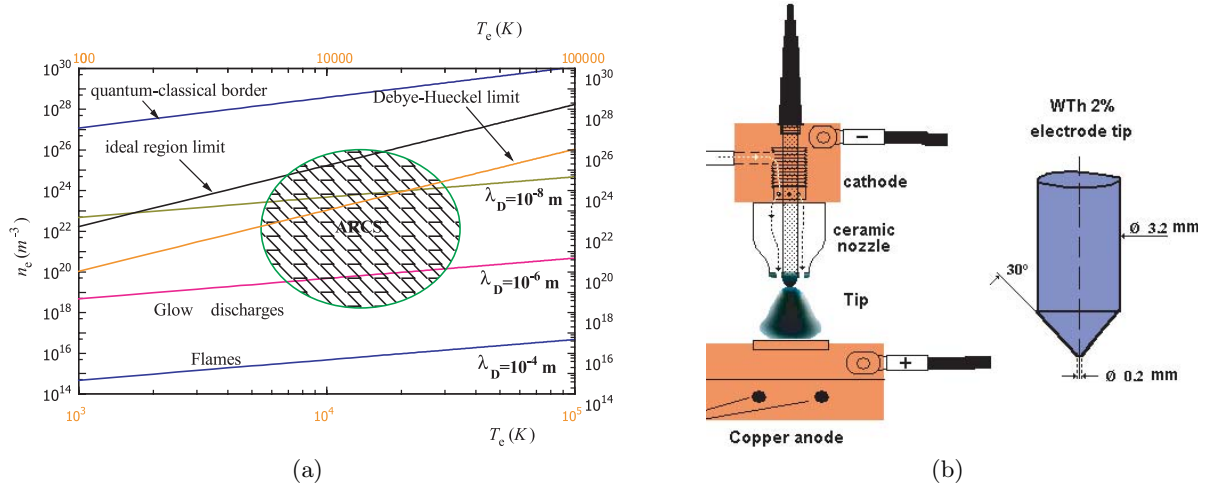 T_e (K)
100
10000
100000
10^30
10^28
10^26
10^24
10^22
10^20
10^18
10^16
10^14
n_e (m^-3)
quantum-classical border
Debye-Hueckel limit
ideal region limit
λ_D=10^-8 m
ARCS
λ_D=10^-6 m
Glow discharges
Flames
λ_D=10^-4 m
10^30
10^28
10^26
10^24
10^22
10^20
10^18
10^16
10^14
10^3
10^4
10^5
T_e (K)
(a)
−
cathode
ceramic
nozzle
Tip
+
Copper anode
WTh 2%
electrode tip
Ø 3.2 mm
30º
Ø 0.2 mm
(b)